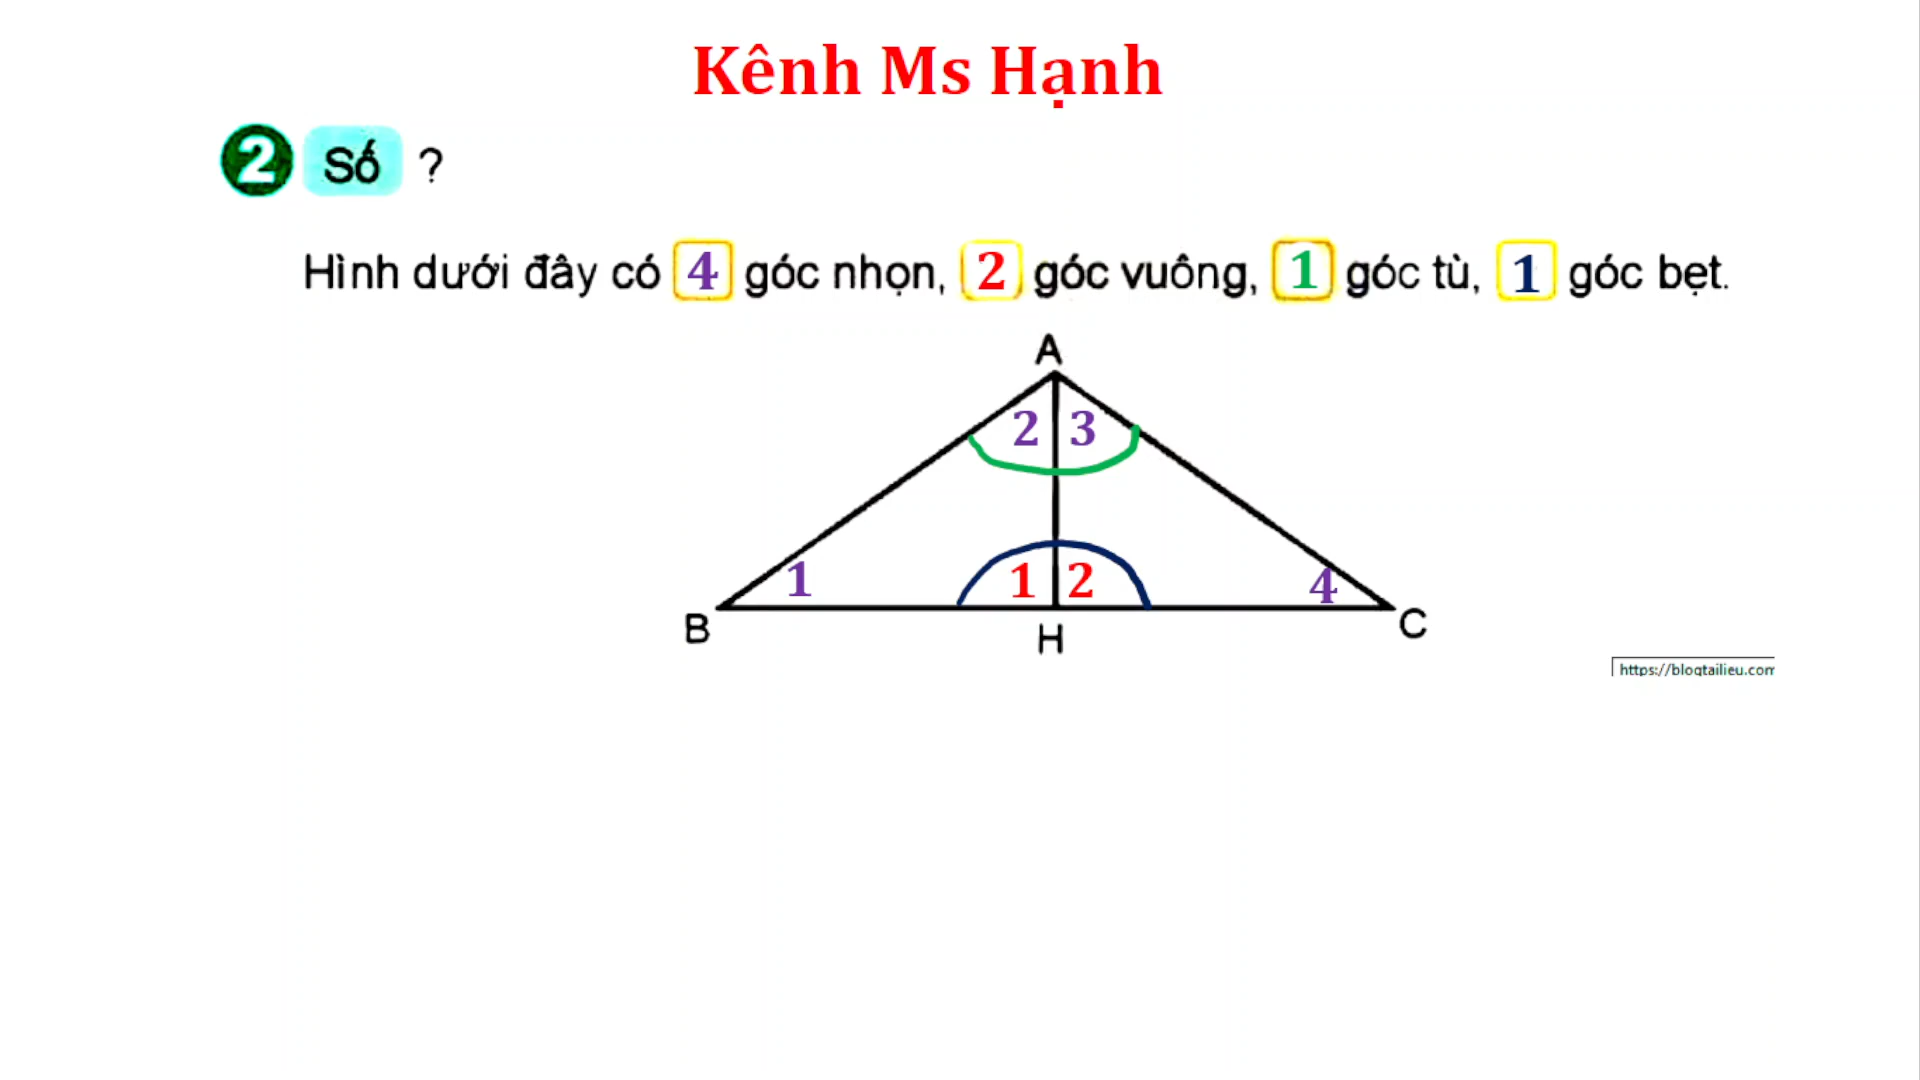 Kênh Ms Hạnh
2 Số ?
Hình dưới đây có 4 góc nhọn, 2 góc vuông, 1 góc tù, 1 góc bẹt.
A
2 3
1 1 2 4
B H C
https://blogtailieu.com